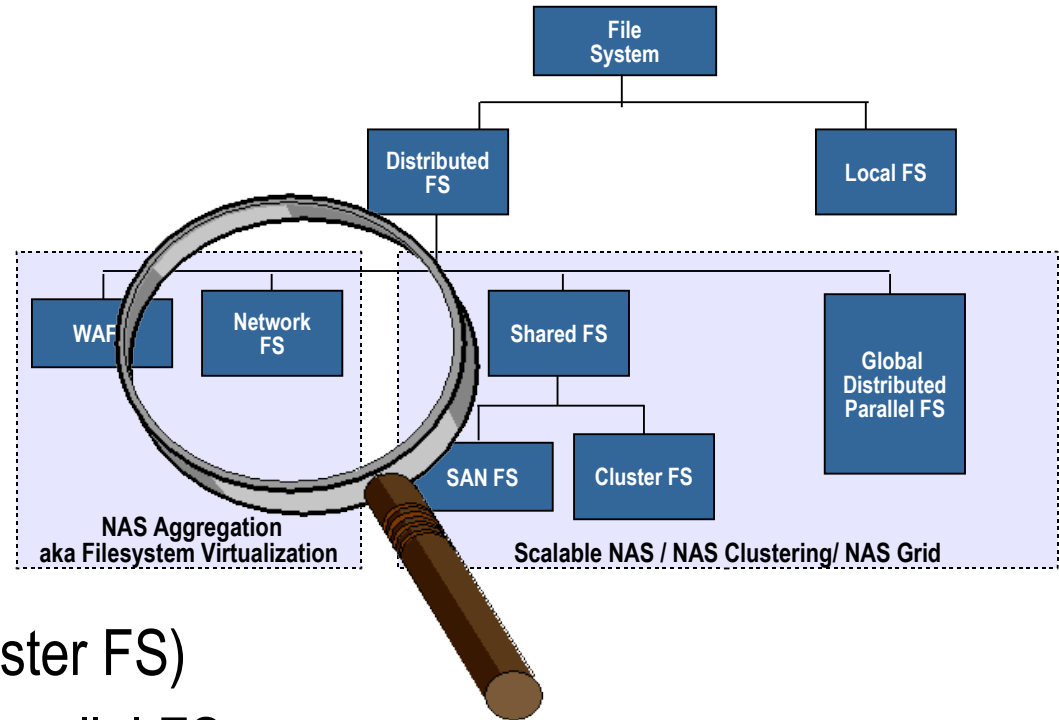 File
System
Distributed
FS
Local FS
WAF
Network
FS
Shared FS
Global
Distributed
Parallel FS
SAN FS
Cluster FS
NAS Aggregation
aka Filesystem Virtualization
Scalable NAS / NAS Clustering/ NAS Grid
ster FS)